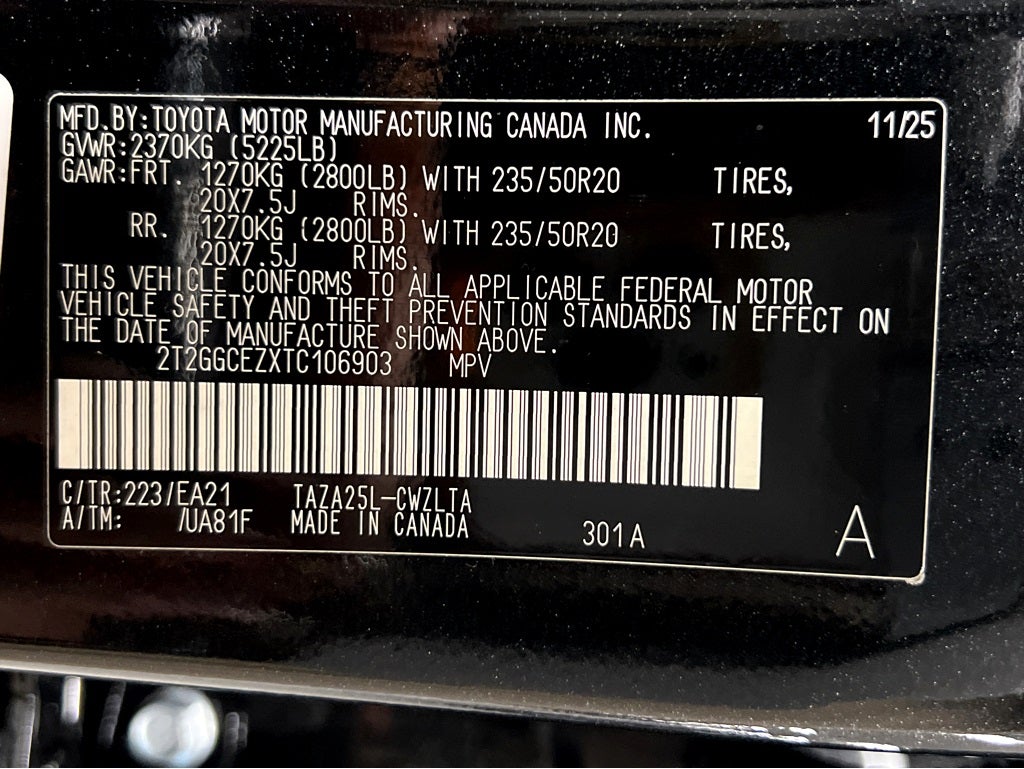 MFD.BY:TOYOTA MOTOR MANUFACTURING CANADA INC. 11/25
GVWR:2370KG (5225LB)
GAWR:FRT. 1270KG (2800LB) WITH 235/50R20 TIRES,
20X7.5J RIMS.
RR. 1270KG (2800LB) WITH 235/50R20 TIRES,
20X7.5J RIMS.
THIS VEHICLE CONFORMS TO ALL APPLICABLE FEDERAL MOTOR
VEHICLE SAFETY AND THEFT PREVENTION STANDARDS IN EFFECT ON
THE DATE OF MANUFACTURE SHOWN ABOVE.
2T2GGCEZXTC106903 MPV
C/TR:223/EA21 TAZA25L-CWZLTA
A/TM: /UA81F MADE IN CANADA 301A A